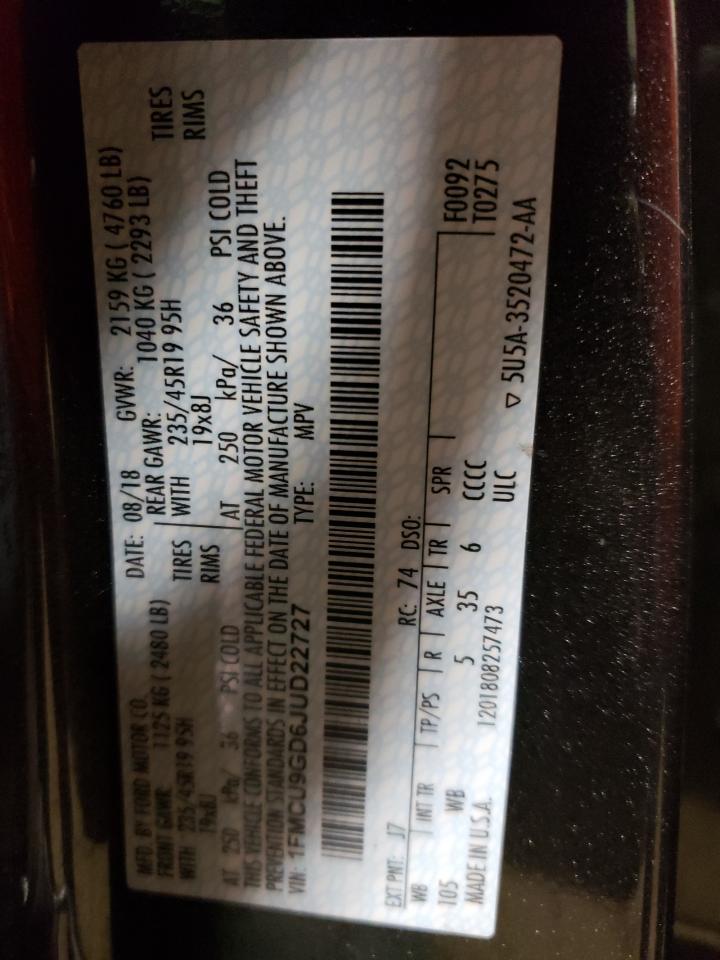 MFD. BY FORD MOTOR CO. DATE: 08/18 GVWR: 2159 KG ( 4760 LB)
FRONT GAWR: 1125 KG ( 2480 LB) REAR GAWR: 1040 KG ( 2293 LB)
WITH 235/45R19 95H TIRES WITH 235/45R19 95H TIRES
19x8J RIMS 19x8J RIMS
AT 250 kPa/ 36 PSI COLD AT 250 kPa/ 36 PSI COLD
THIS VEHICLE CONFORMS TO ALL APPLICABLE FEDERAL MOTOR VEHICLE SAFETY AND THEFT
PREVENTION STANDARDS IN EFFECT ON THE DATE OF MANUFACTURE SHOWN ABOVE.
VIN: 1FMCU9GD6JUD22727 TYPE: MPV
EXT PNT: J7 RC: 74 DSO:
WB INT TR TP/PS R AXLE TR SPR F0092
105 WB 5 35 6 CCCC T0275
MADE IN U.S.A. 1201808257473 ULC ▽ 5U5A-3520472-AA